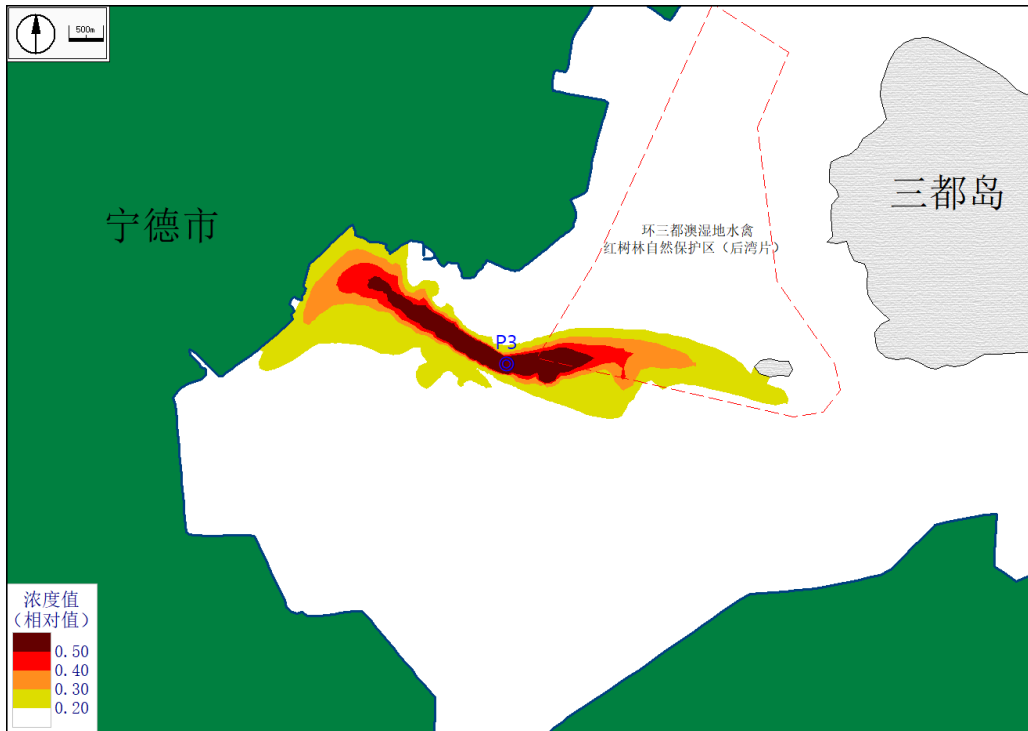 500m
三都岛
宁德市
环三都澳湿地水禽
红树林自然保护区（后湾片）
P3
浓度值
（相对值）
0.50
0.40
0.30
0.20